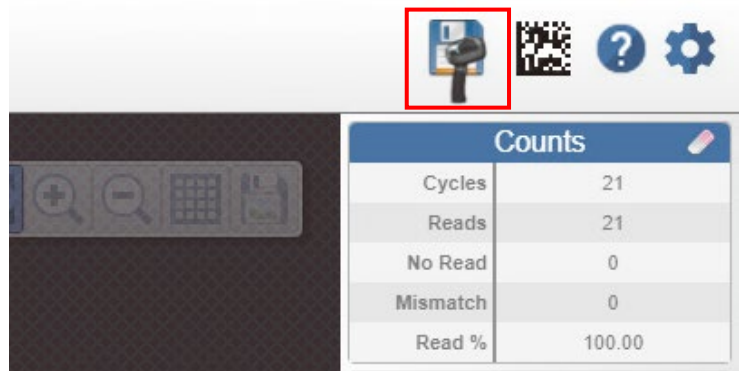 Counts
Cycles 21
Reads 21
No Read 0
Mismatch 0
Read % 100.00